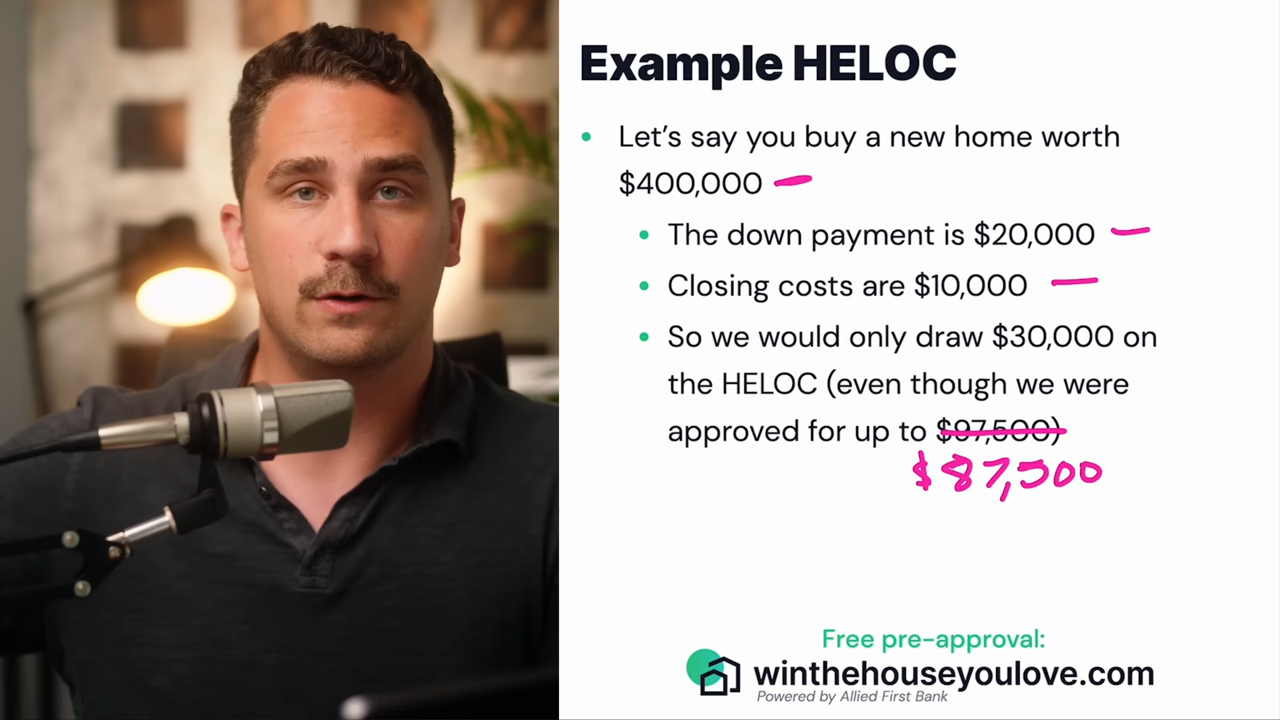 Example HELOC
• Let's say you buy a new home worth
$400,000
• The down payment is $20,000
• Closing costs are $10,000
• So we would only draw $30,000 on
the HELOC (even though we were
approved for up to $97,500)
$87,500
Free pre-approval:
winthehouseyoulove.com
Powered by Allied First Bank